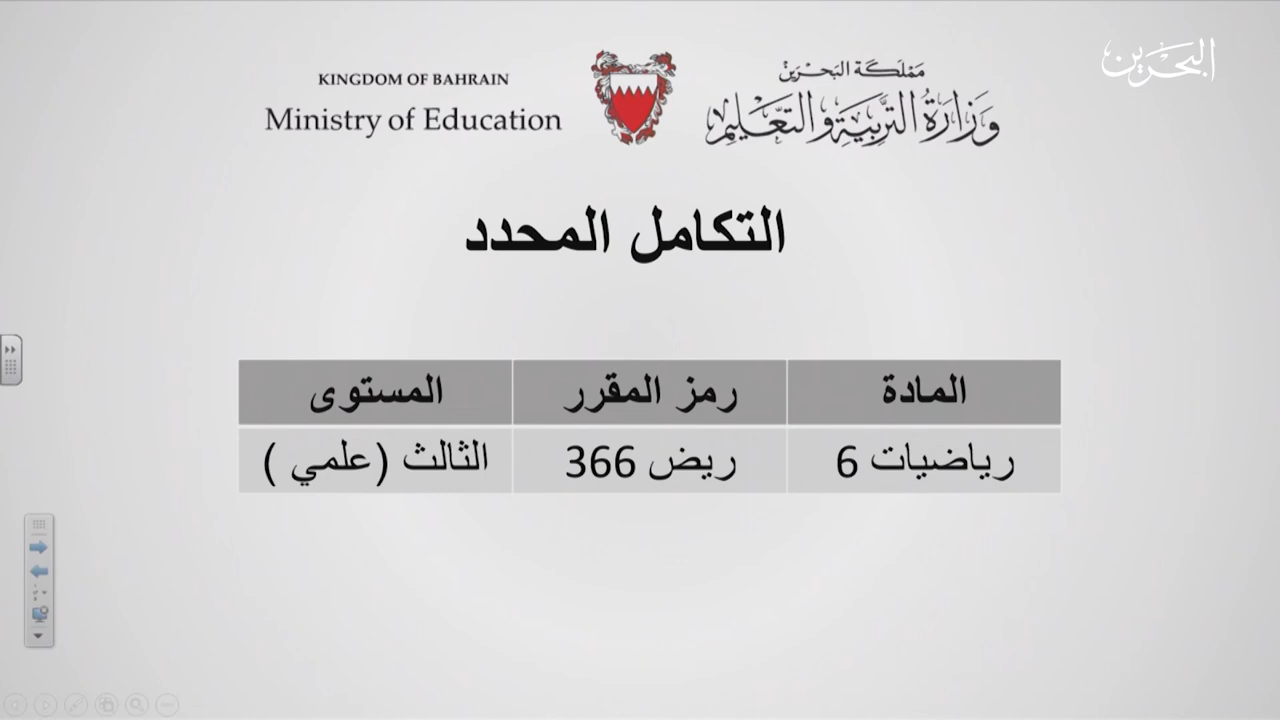 البحرين
KINGDOM OF BAHRAIN
مملكة البحرين
Ministry of Education
وزارة التربية والتعليم
التكامل المحدد
المادة رمز المقرر المستوى
رياضيات 6 ريض 366 الثالث (علمي )